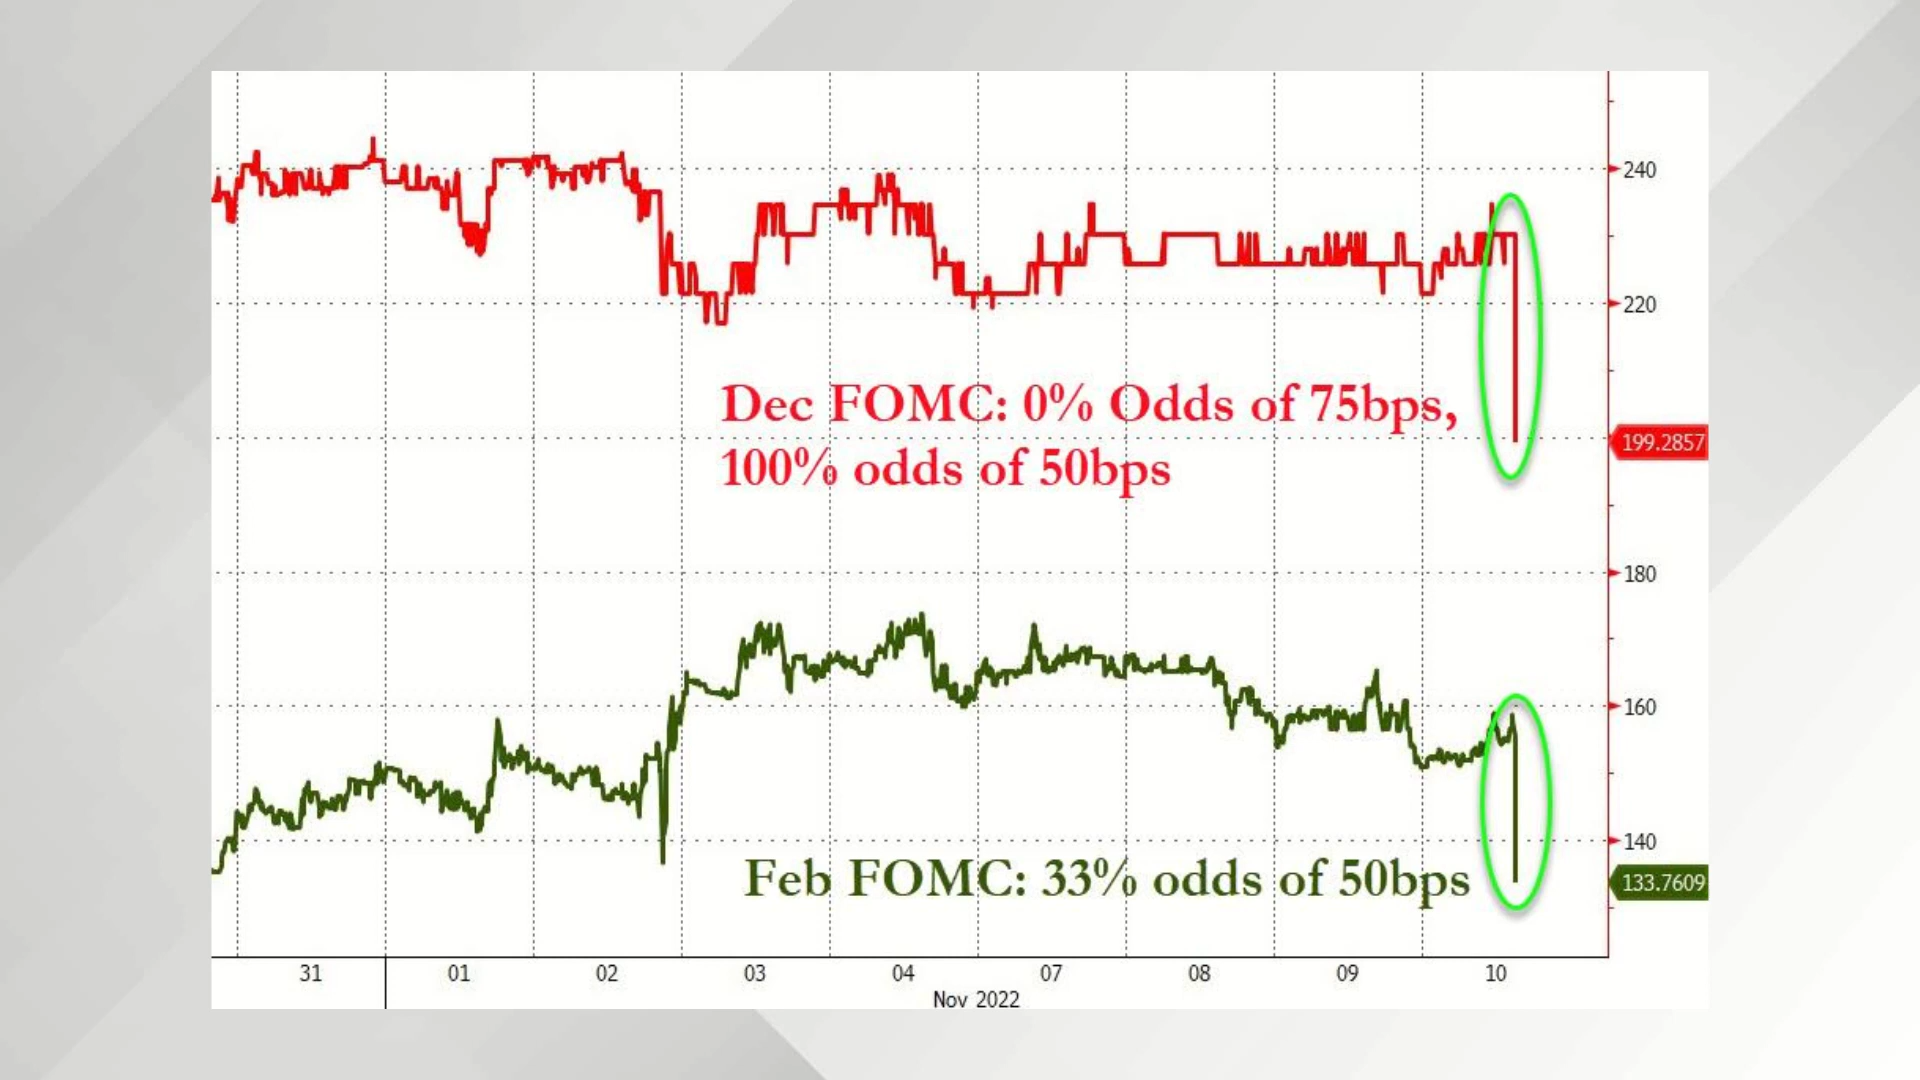 240
220
Dec FOMC: 0% Odds of 75bps,
199.2857
100% odds of 50bps
180
160
140
Feb FOMC: 33% odds of 50bps
133.7609
31 01 02 03 04 07 08 09 10
Nov 2022